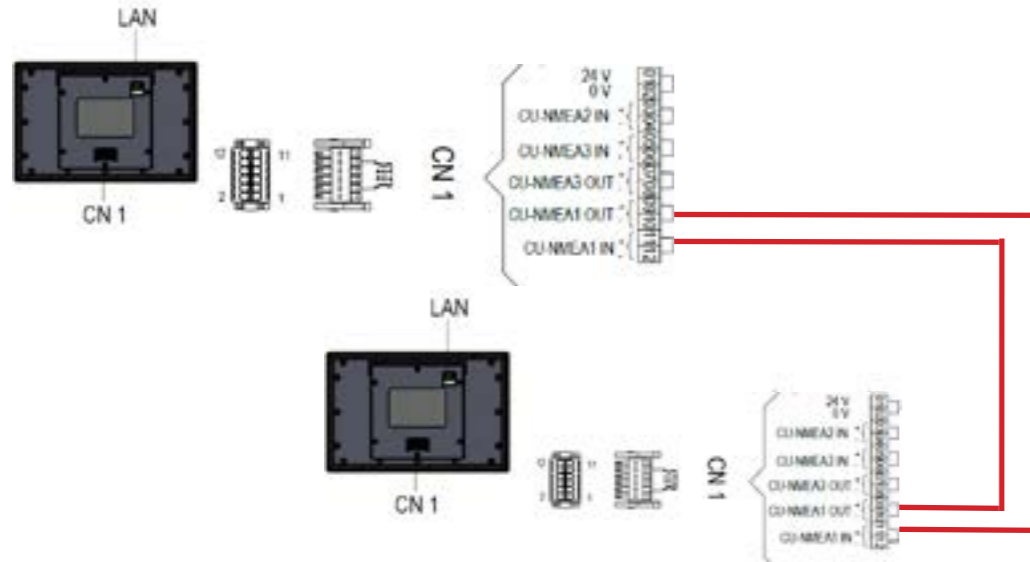 LAN
CN 1
12
11
2
1
CN 1
24 V
0 V
CU-NMEA2 IN
CU-NMEA3 IN
CU-NMEA3 OUT
CU-NMEA1 OUT
CU-NMEA1 IN
LAN
CN 1
12
11
2
1
CN 1
24 V
0 V
CU-NMEA2 IN
CU-NMEA3 IN
CU-NMEA3 OUT
CU-NMEA1 OUT
CU-NMEA1 IN